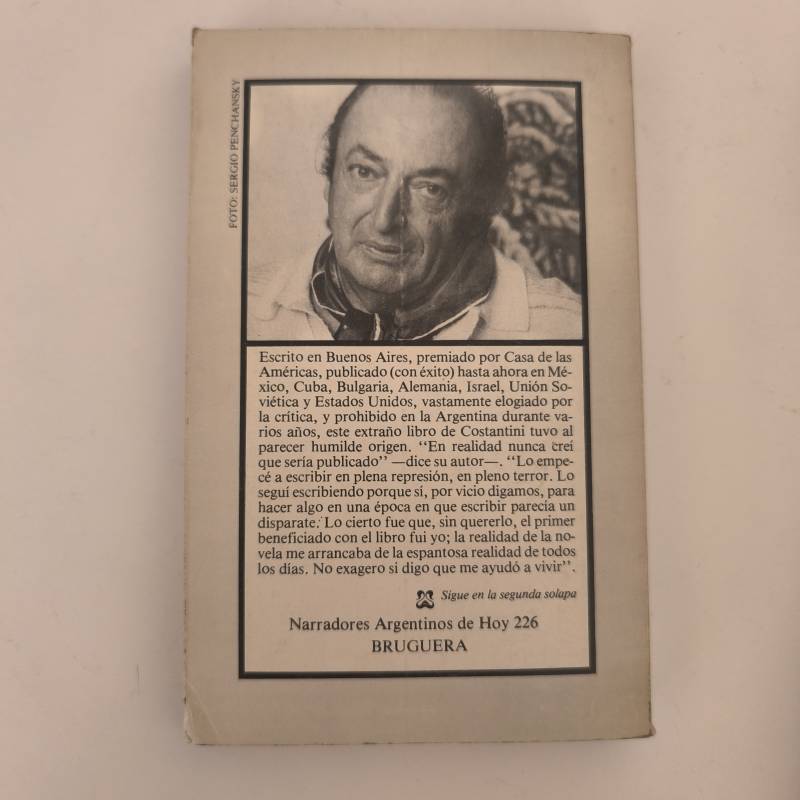 FOTO: SERGIO PENCHANSKY
Escrito en Buenos Aires, premiado por Casa de las
Américas, publicado (con éxito) hasta ahora en Mé-
xico, Cuba, Bulgaria, Alemania, Israel, Unión So-
viética y Estados Unidos, vastamente elogiado por
la crítica, y prohibido en la Argentina durante va-
rios años, este extraño libro de Costantini tuvo al
parecer humilde origen. “En realidad nunca creí
que sería publicado” —dice su autor—. “Lo empe-
cé a escribir en plena represión, en pleno terror. Lo
seguí escribiendo porque sí, por vicio digamos, para
hacer algo en una época en que escribir parecía un
disparate. Lo cierto fue que, sin quererlo, el primer
beneficiado con el libro fui yo; la realidad de la no-
vela me arrancaba de la espantosa realidad de todos
los días. No exagero si digo que me ayudó a vivir”.
Sigue en la segunda solapa
Narradores Argentinos de Hoy 226
BRUGUERA